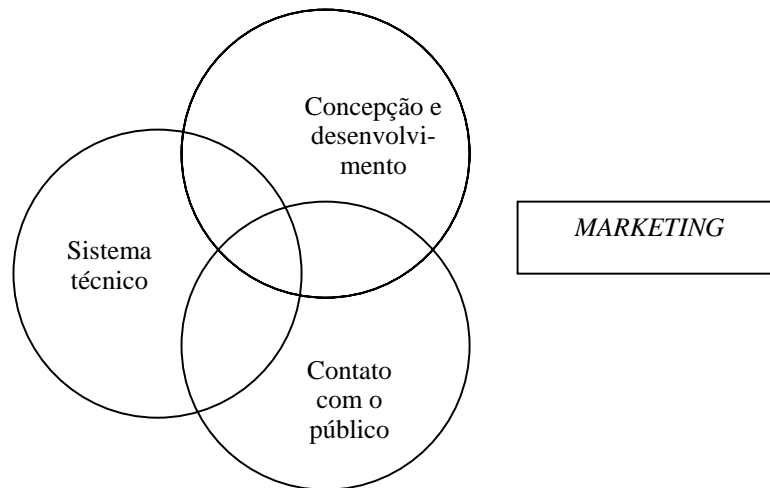 Concepção e
desenvolvi-
mento
MARKETING
Sistema
técnico
Contato
com o
público